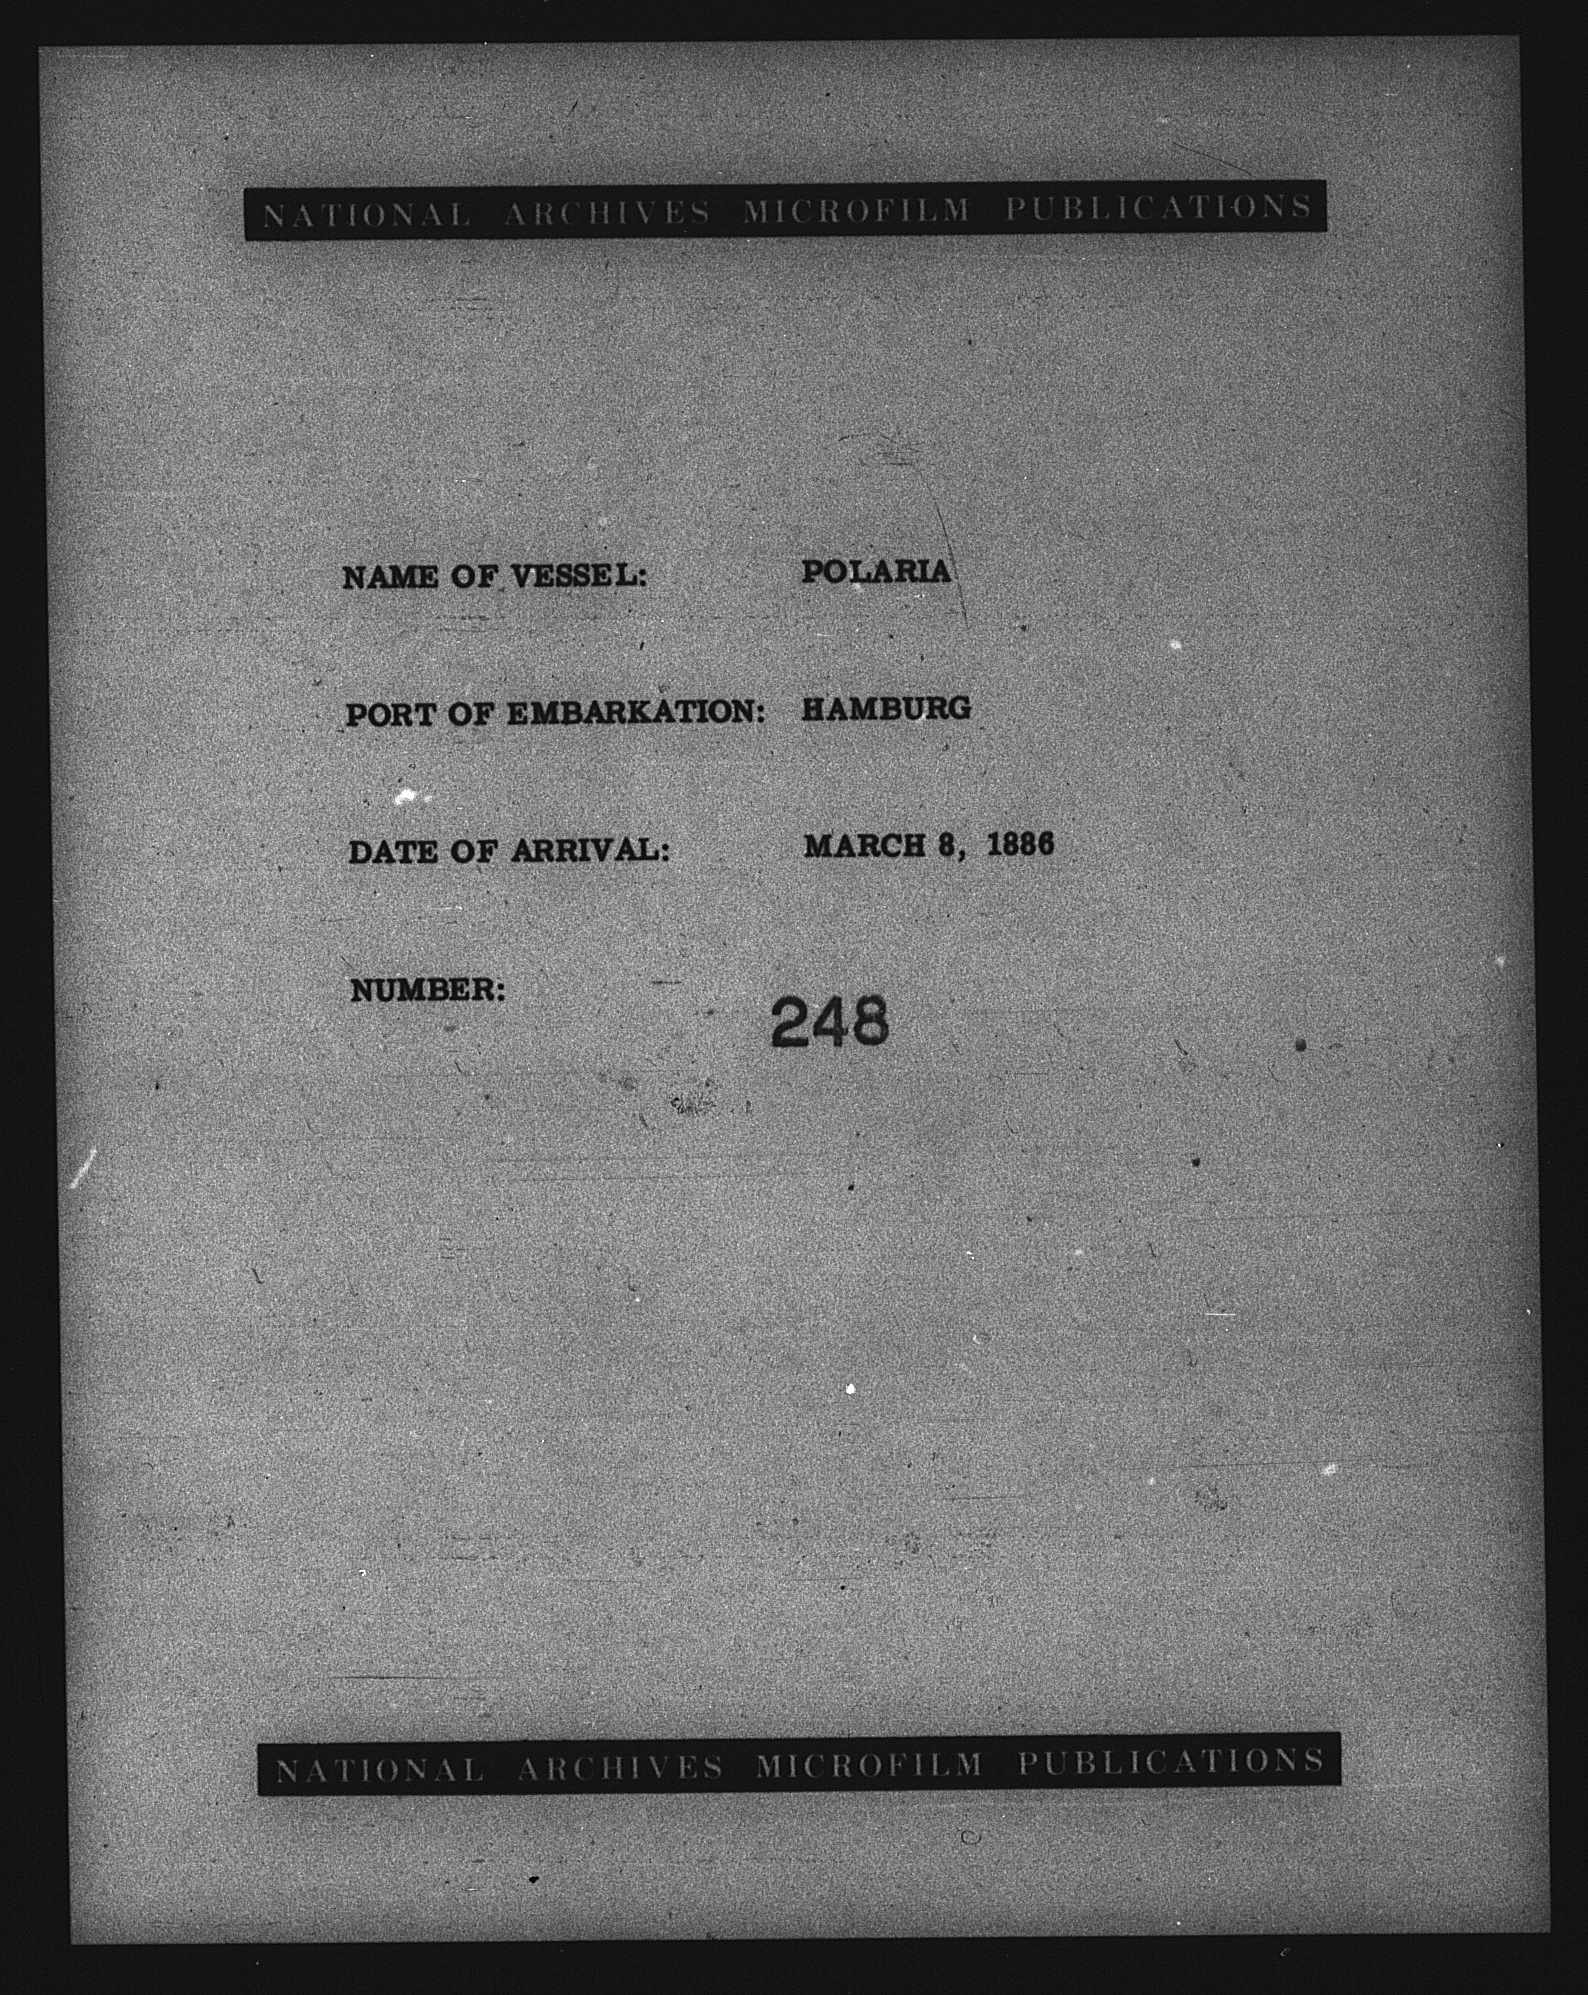 NATIONAL ARCHIVES MICROFILM PUBLICATIONS
NAME OF VESSEL: POLARIA
PORT OF EMBARKATION: HAMBURG
DATE OF ARRIVAL: MARCH 8, 1886
NUMBER: 248
NATIONAL ARCHIVES MICROFILM PUBLICATIONS